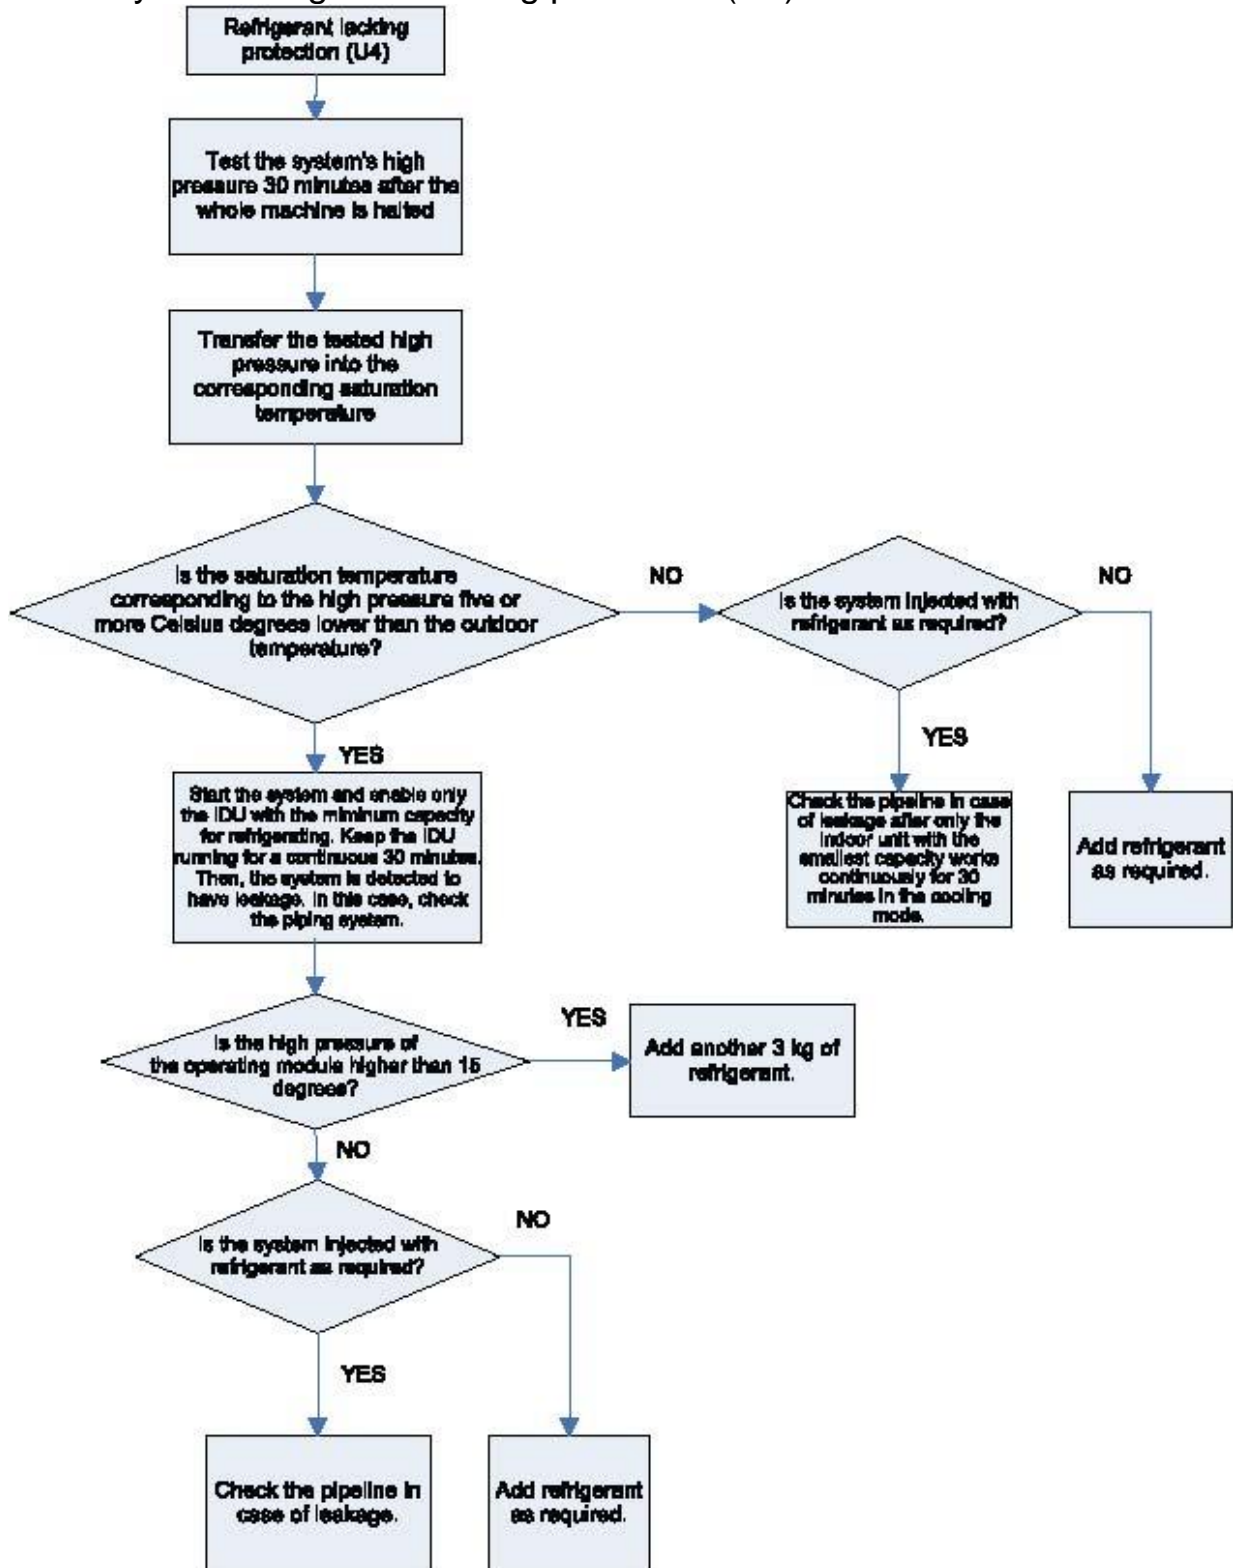 Refrigerant lacking
protection (U4)
Test the system's high
pressure 30 minutes after the
whole machine is halted
Transfer the tested high
pressure into the
corresponding saturation
temperature
Is the saturation temperature
corresponding to the high pressure five or
more Celsius degrees lower than the outdoor
temperature?
NO
Is the system injected with
refrigerant as required?
NO
YES
YES
Start the system and enable only
the IDU with the miminum capacity
for refrigerating. Keep the IDU
running for a continuous 30 minutes.
Then, the system is detected to
have leakage. In this case, check
the piping system.
Check the pipeline in case
of leakage after only the
indoor unit with the
smallest capacity works
continuously for 30
minutes in the cooling
mode.
Add refrigerant
as required.
Is the high pressure of
the operating module higher than 15
degrees?
YES
Add another 3 kg of
refrigerant.
NO
Is the system injected with
refrigerant as required?
NO
YES
Check the pipeline in
case of leakage.
Add refrigerant
as required.